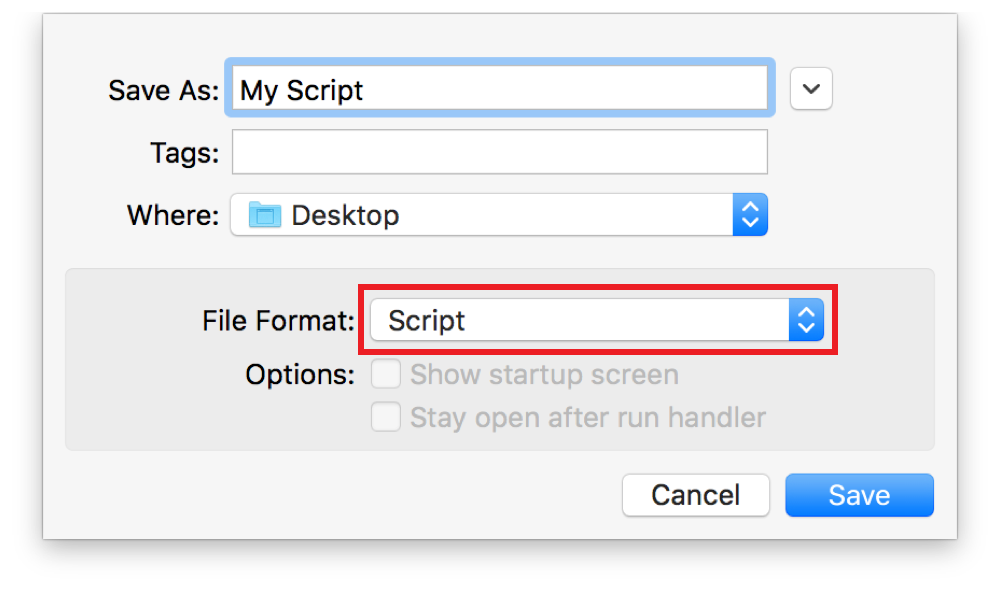 Save As: My Script
Tags:
Where: Desktop
File Format: Script
Options: Show startup screen
Stay open after run handler
Cancel Save